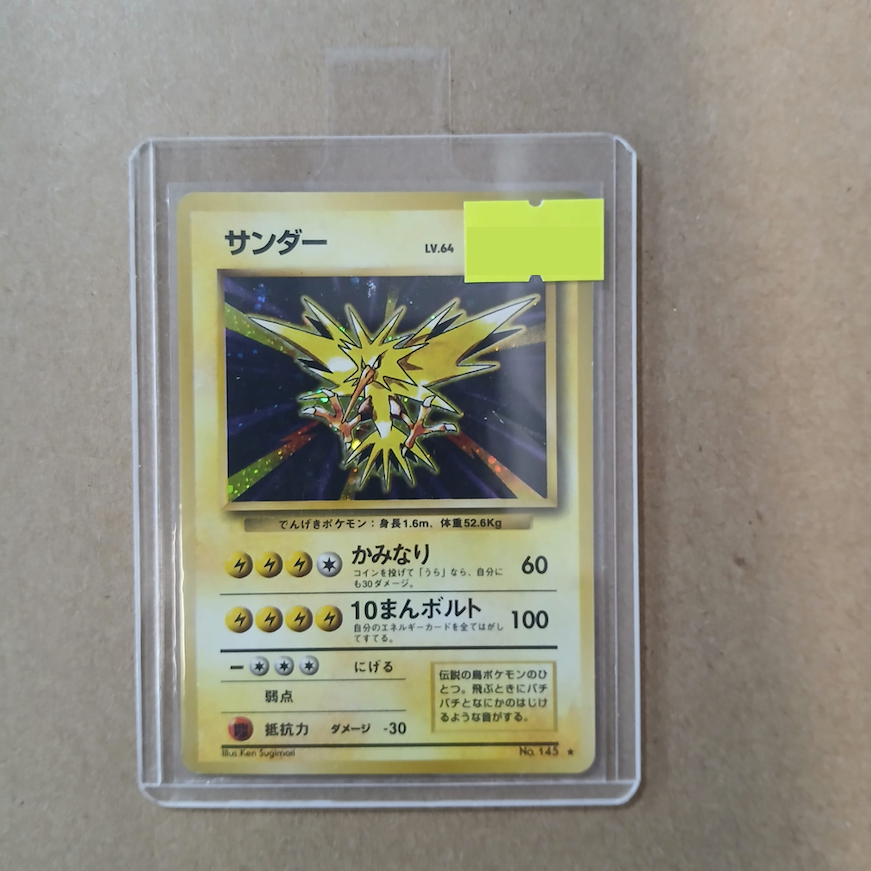 サンダー LV.64
でんげきポケモン：身長1.6m、体重52.6Kg
かみなり 60
コインを投げて「うら」なら、自分に
も30ダメージ。
10まんボルト 100
自分のエネルギーカードを全てはがし
てすてる。
にげる
弱点
抵抗力 ダメージ -30
伝説の鳥ポケモンのひ
とつ。飛ぶときにバチ
バチとなにかのはじけ
るような音がする。
Illus.Ken Sugimori No. 145 ★